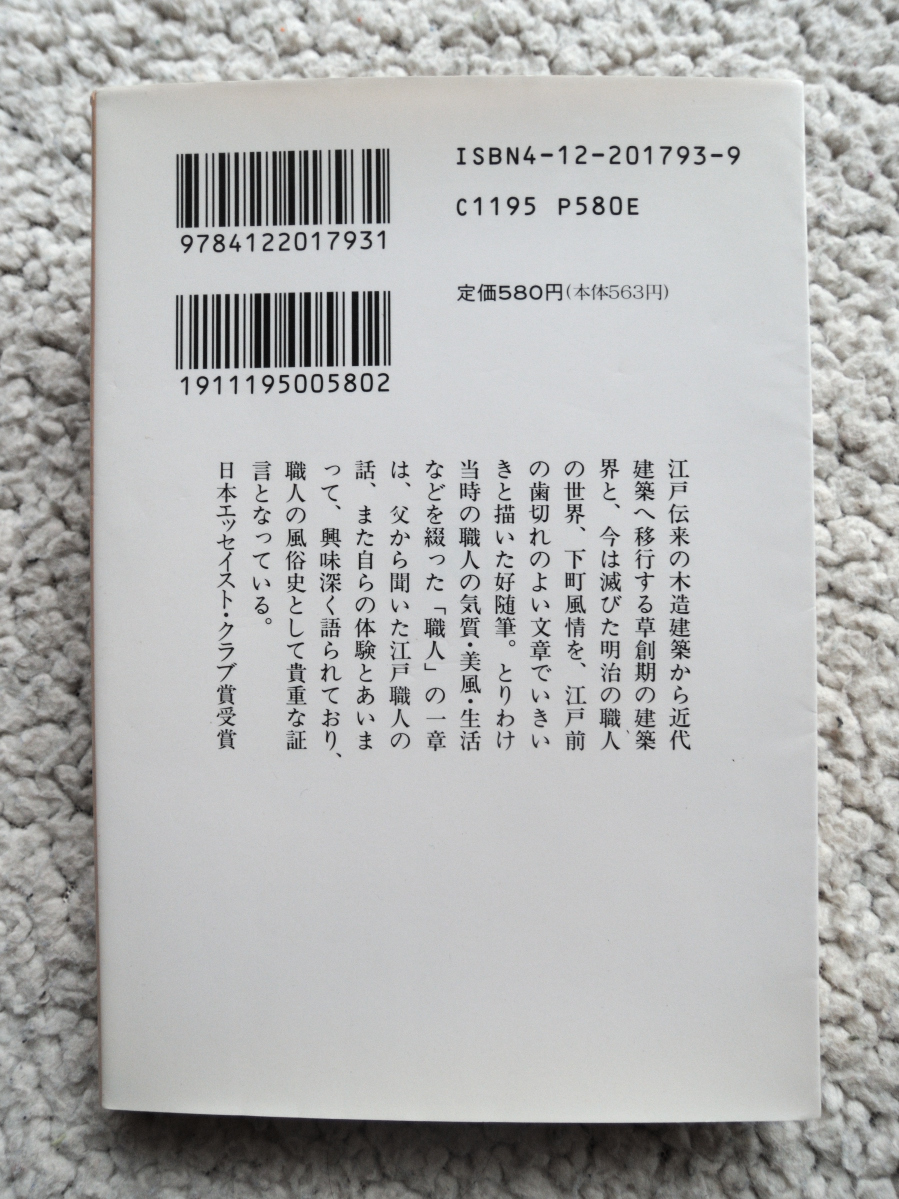 ISBN4-12-201793-9
C1195 P580E
定価580円(本体563円)
9784122017931
1911195005802
江戸伝来の木造建築から近代
建築へ移行する草創期の建築
界と、今は滅びた明治の職人
の世界、下町風情を、江戸前
の歯切れのよい文章でいきい
きと描いた好随筆。とりわけ
当時の職人の気質・美風・生活
などを綴った「職人」の一章
は、父から聞いた江戸職人の
話、また自らの体験とあいま
って、興味深く語られており、
職人の風俗史として貴重な証
言となっている。
日本エッセイスト・クラブ賞受賞